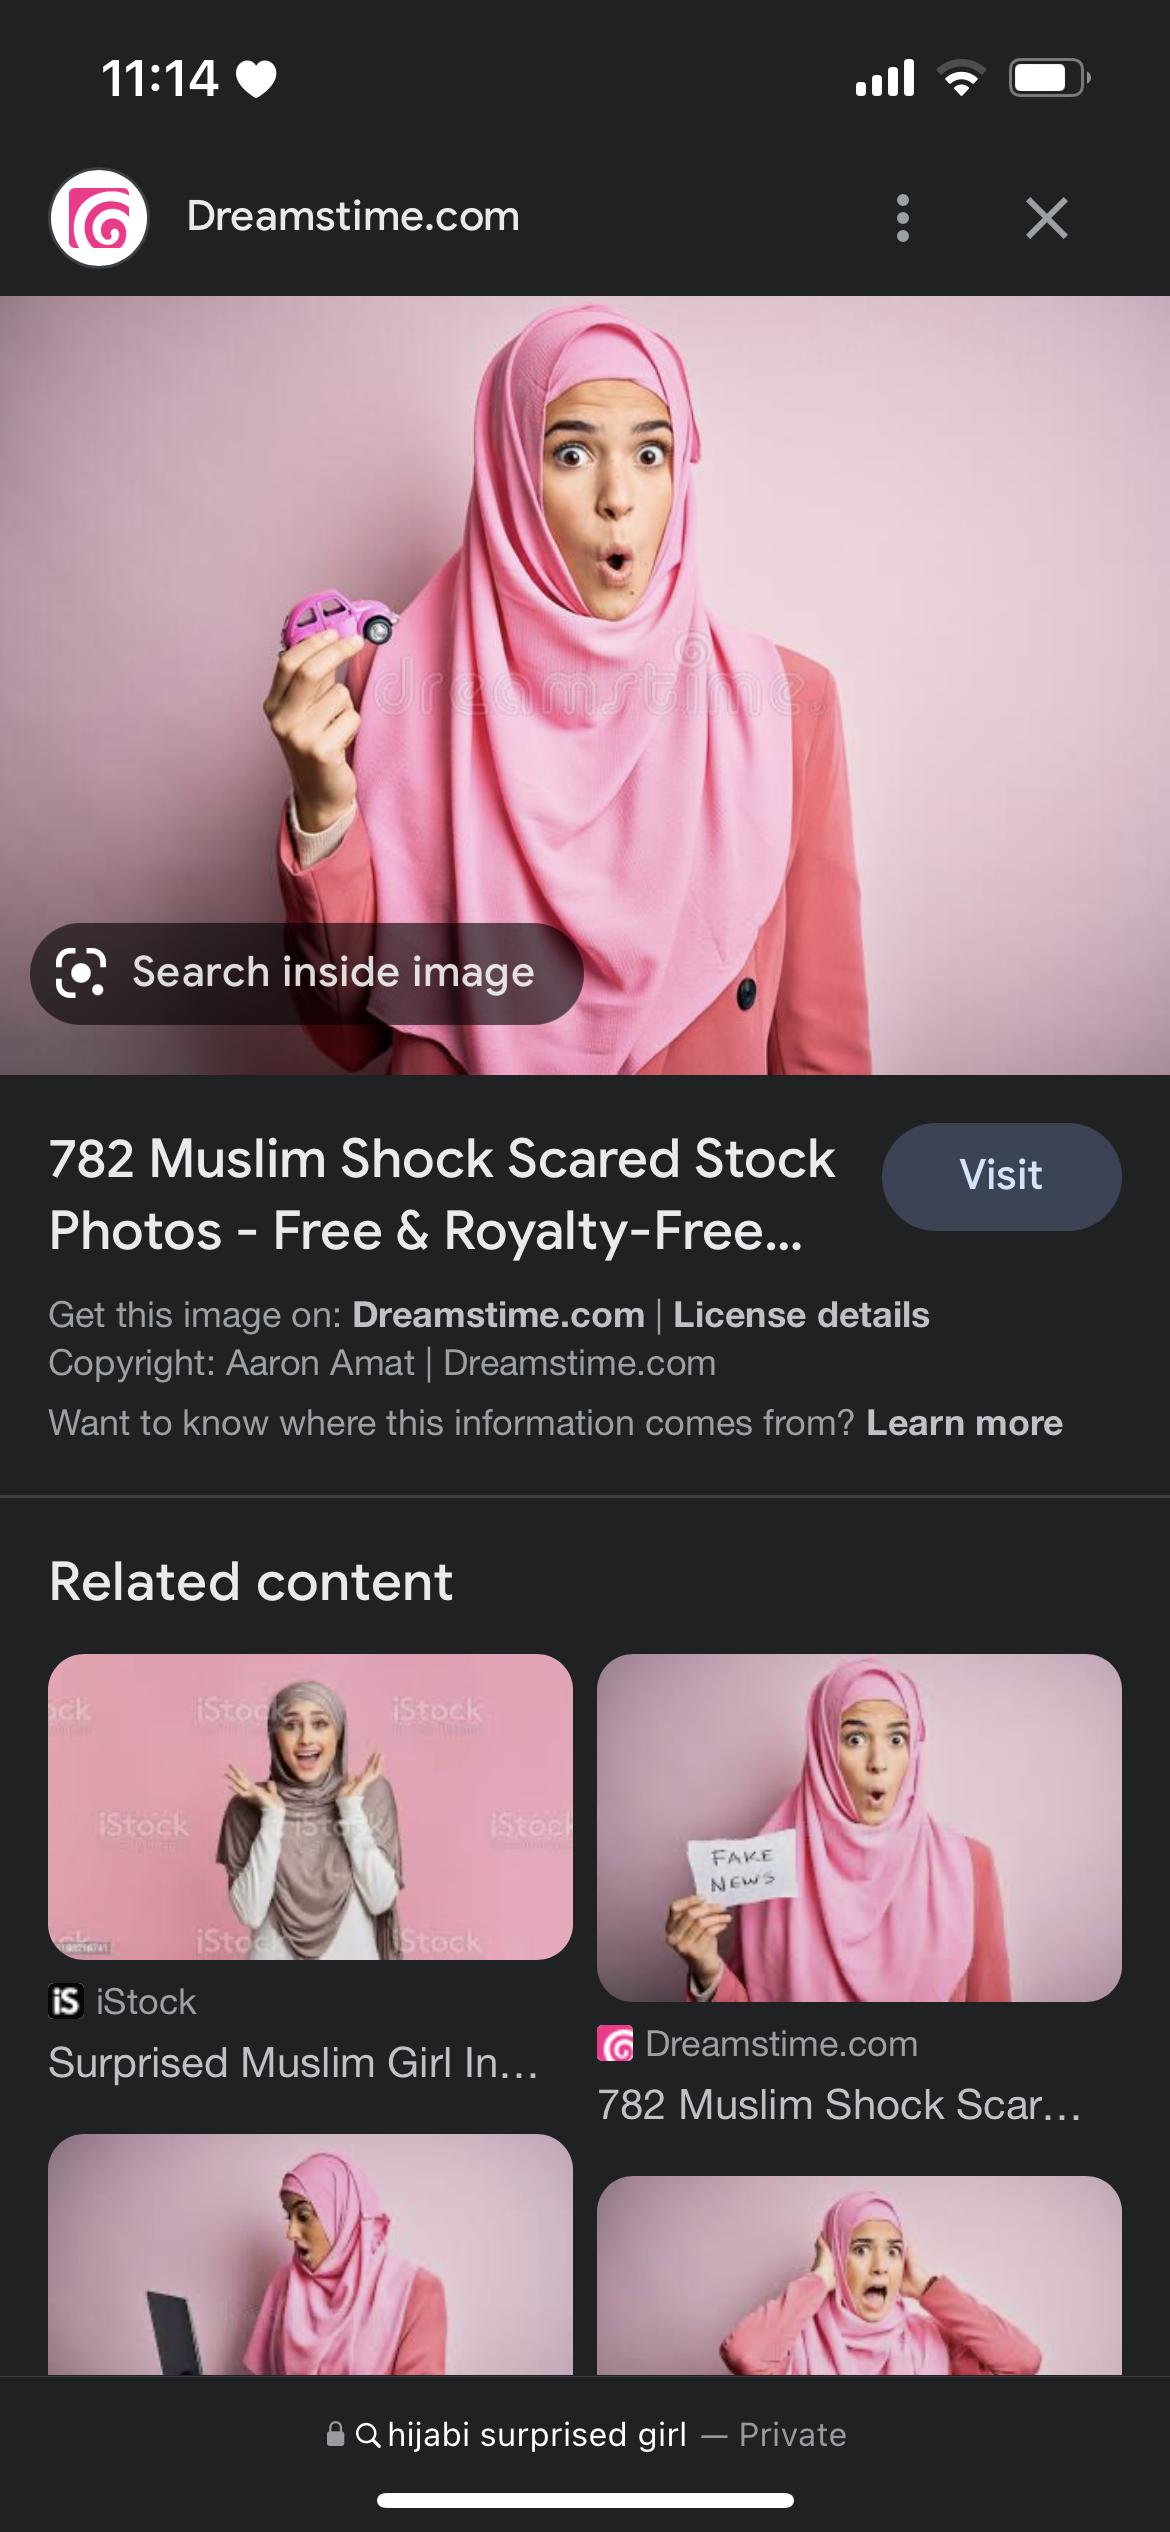 11:14
Dreamstime.com
dreamstime
Search inside image
782 Muslim Shock Scared Stock
Photos - Free & Royalty-Free...
Visit
Get this image on: Dreamstime.com | License details
Copyright: Aaron Amat | Dreamstime.com
Want to know where this information comes from? Learn more
Related content
iStock iStock
iStock iStock iStock
iStock iStock
FAKE
NEWS
iS iStock
Surprised Muslim Girl In...
Dreamstime.com
782 Muslim Shock Scar...
hijabi surprised girl — Private